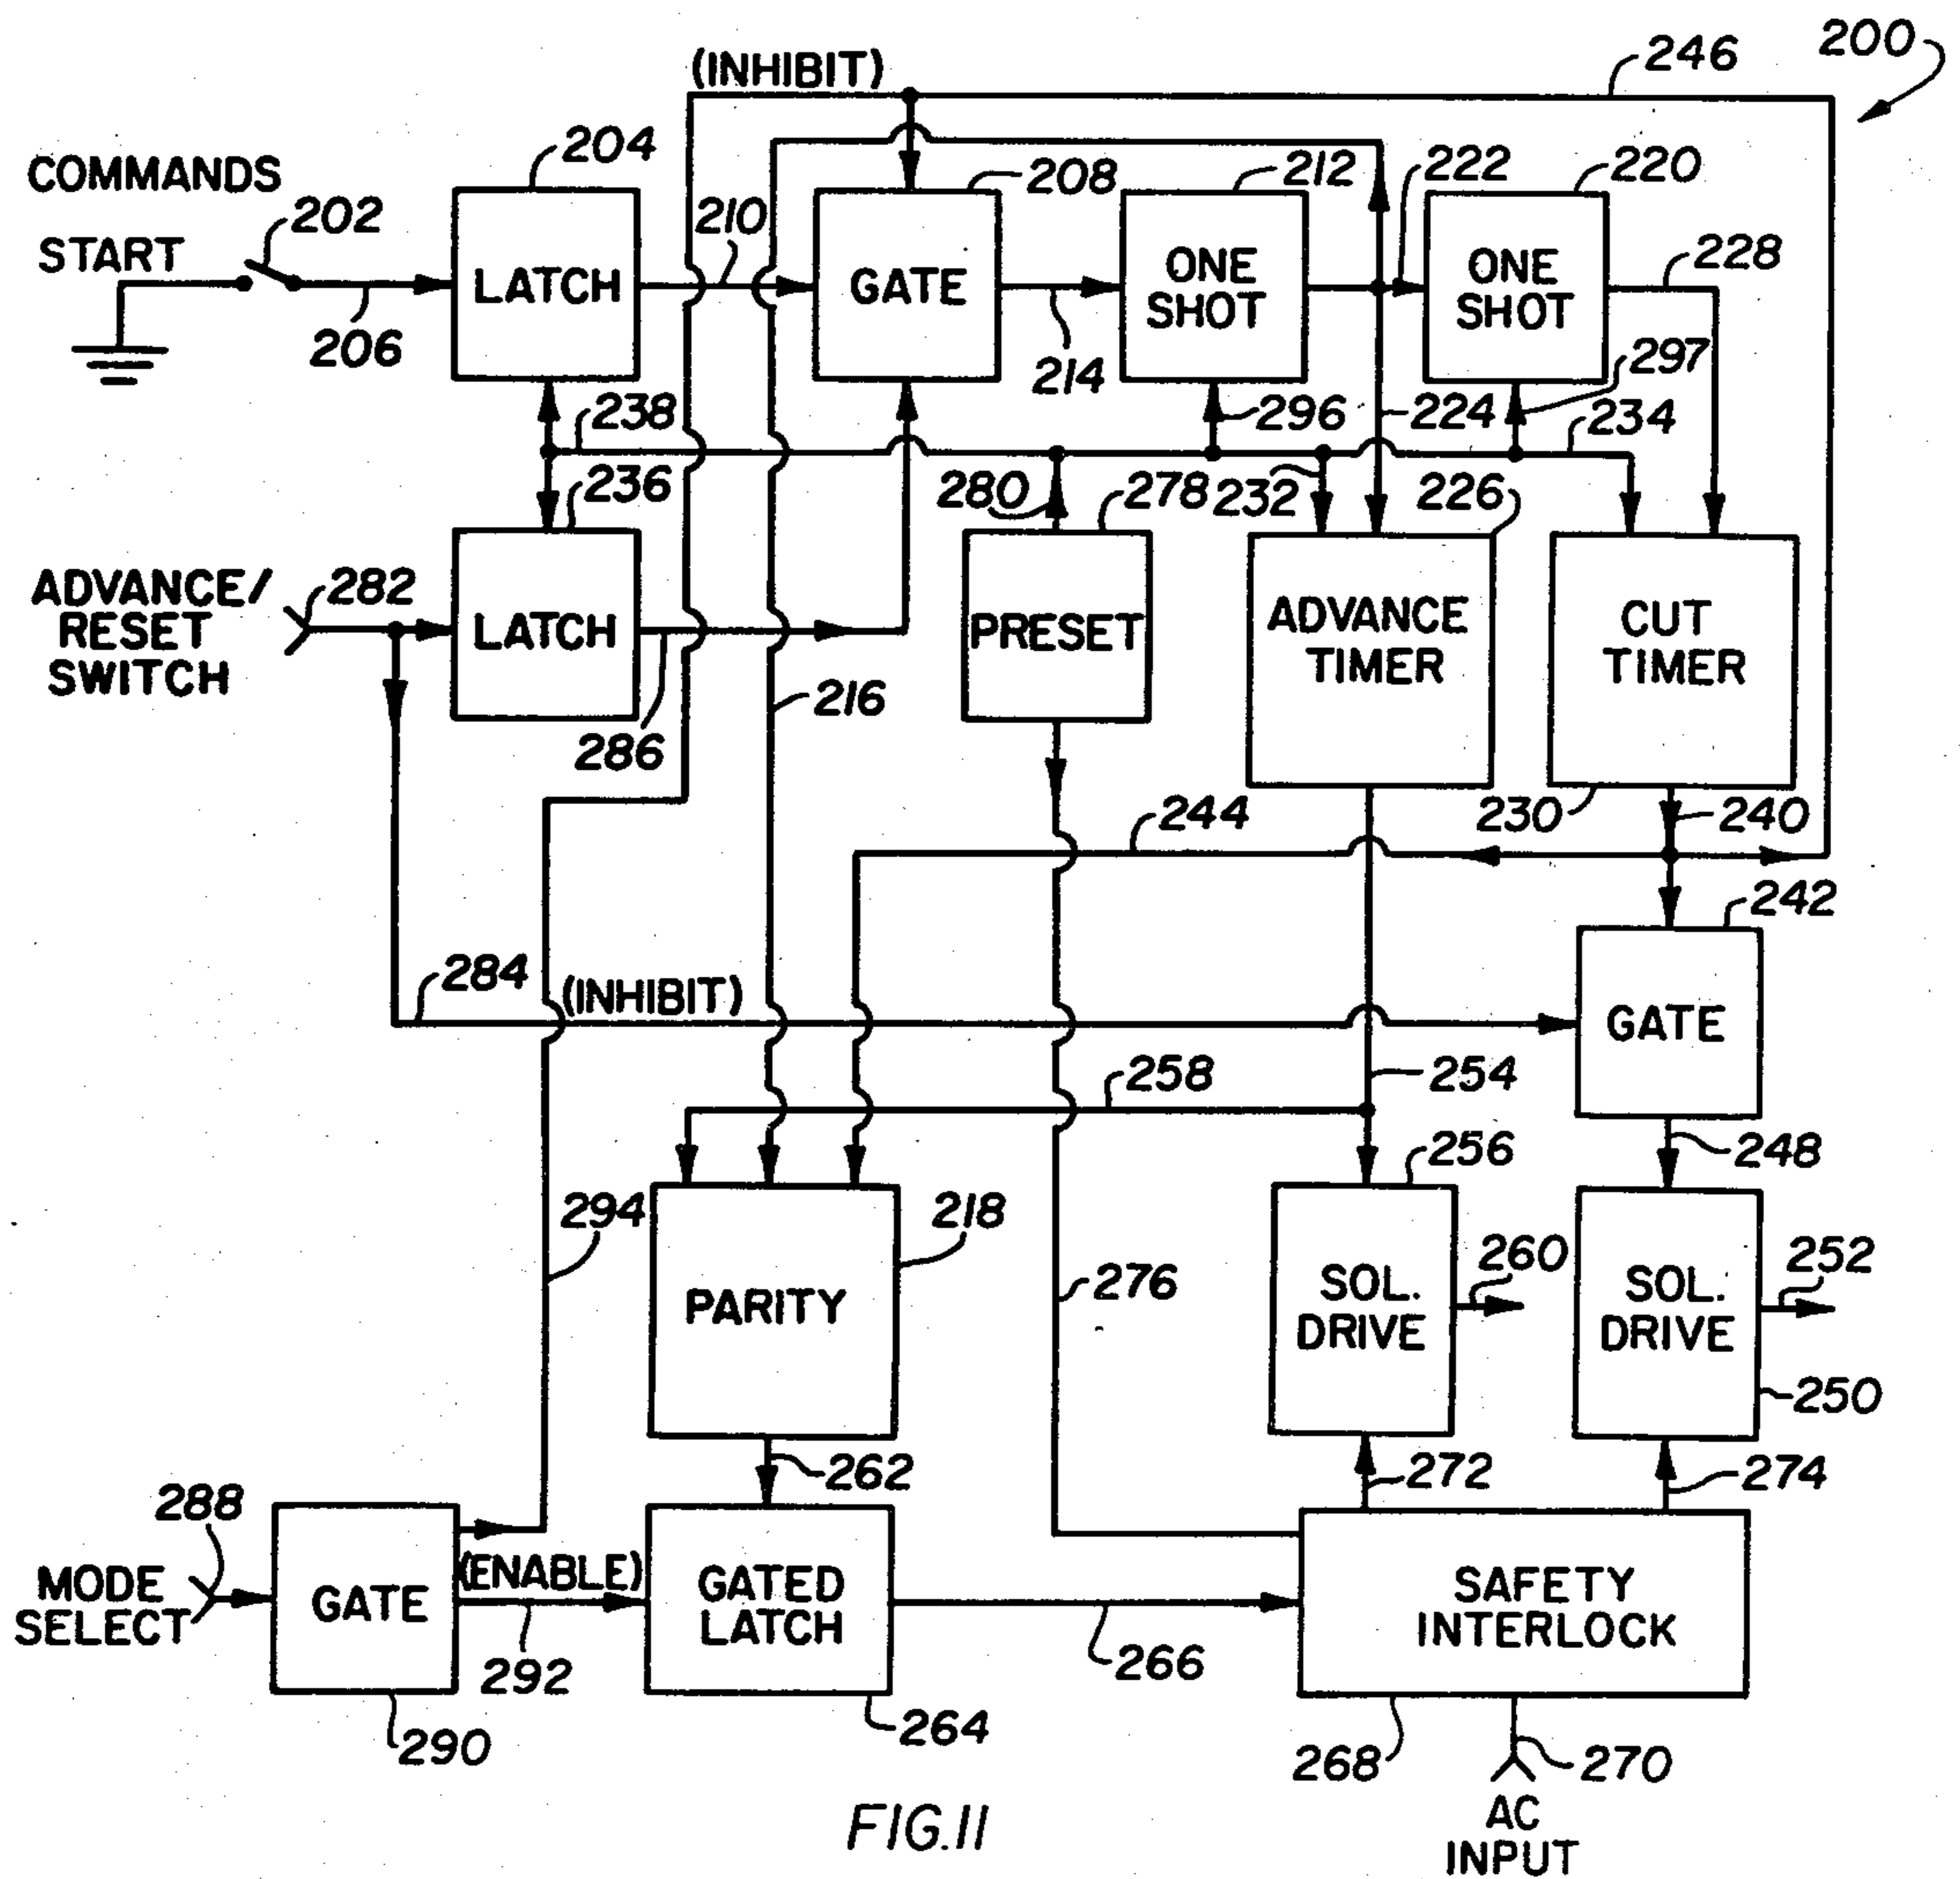 (INHIBIT)
246
200
COMMANDS
204
208
212
222
220
START
202
210
LATCH
GATE
ONE
SHOT
ONE
SHOT
228
206
214
297
238
296
224
234
236
280
278
232
226
ADVANCE/
RESET
SWITCH
282
LATCH
PRESET
ADVANCE
TIMER
CUT
TIMER
286
216
244
230
240
242
284
(INHIBIT)
GATE
258
254
256
248
294
218
PARITY
276
SOL.
DRIVE
260
SOL.
DRIVE
252
250
262
272
274
288
MODE
SELECT
GATE
(ENABLE)
GATED
LATCH
SAFETY
INTERLOCK
292
266
290
264
268
270
AC
INPUT
FIG.11